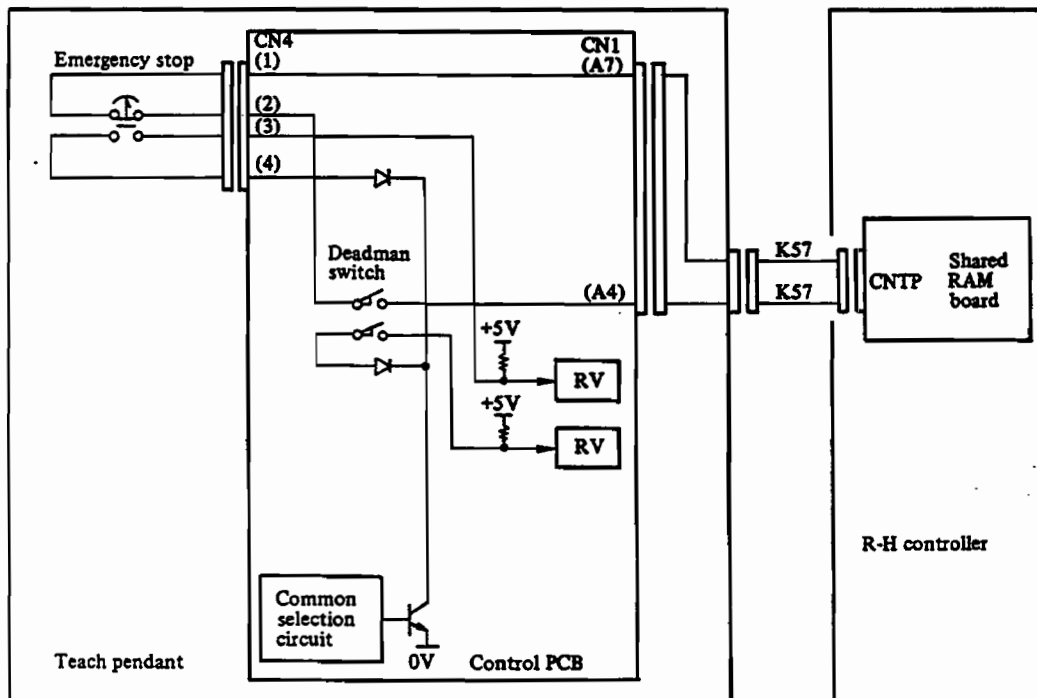 Emergency stop
CN4
(1)
(2)
(3)
(4)
CN1
(A7)
Deadman
switch
(A4)
+5V
RV
+5V
RV
K57
K57
CNTP
Shared
RAM
board
R-H controller
Common
selection
circuit
0V
Teach pendant
Control PCB